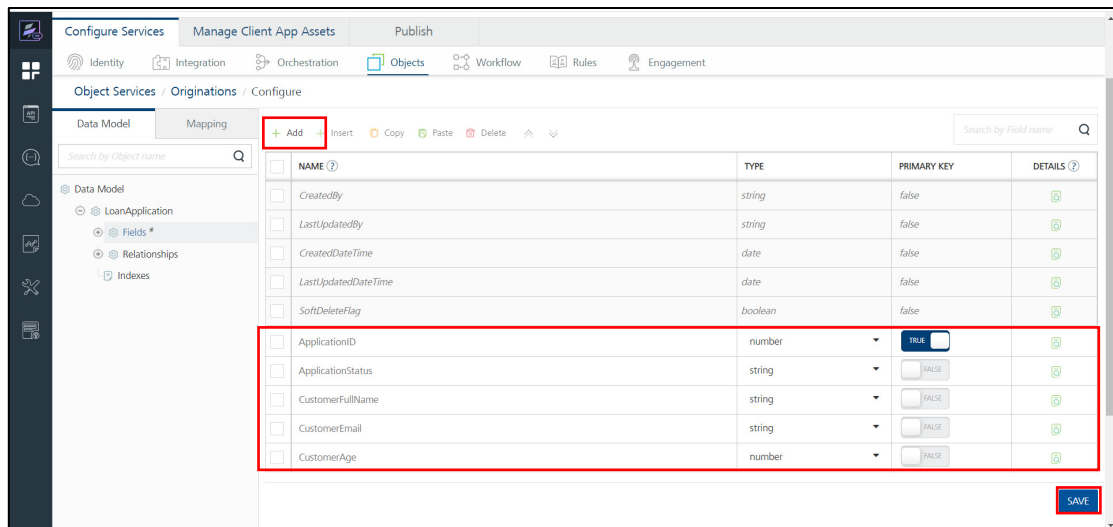 Configure Services Manage Client App Assets Publish
Identity Integration Orchestration Objects Workflow Rules Engagement
Object Services / Originations / Configure
Data Model Mapping
+ Add + Insert Copy Paste Delete
Search by Field name
Search by Object name
NAME ? TYPE PRIMARY KEY DETAILS ?
Data Model
CreatedBy string false
LoanApplication
LastUpdatedBy string false
Fields *
CreatedDateTime date false
Relationships
Indexes
LastUpdatedDateTime date false
SoftDeleteFlag boolean false
ApplicationID number TRUE
ApplicationStatus string FALSE
CustomerFullName string FALSE
CustomerEmail string FALSE
CustomerAge number FALSE
SAVE